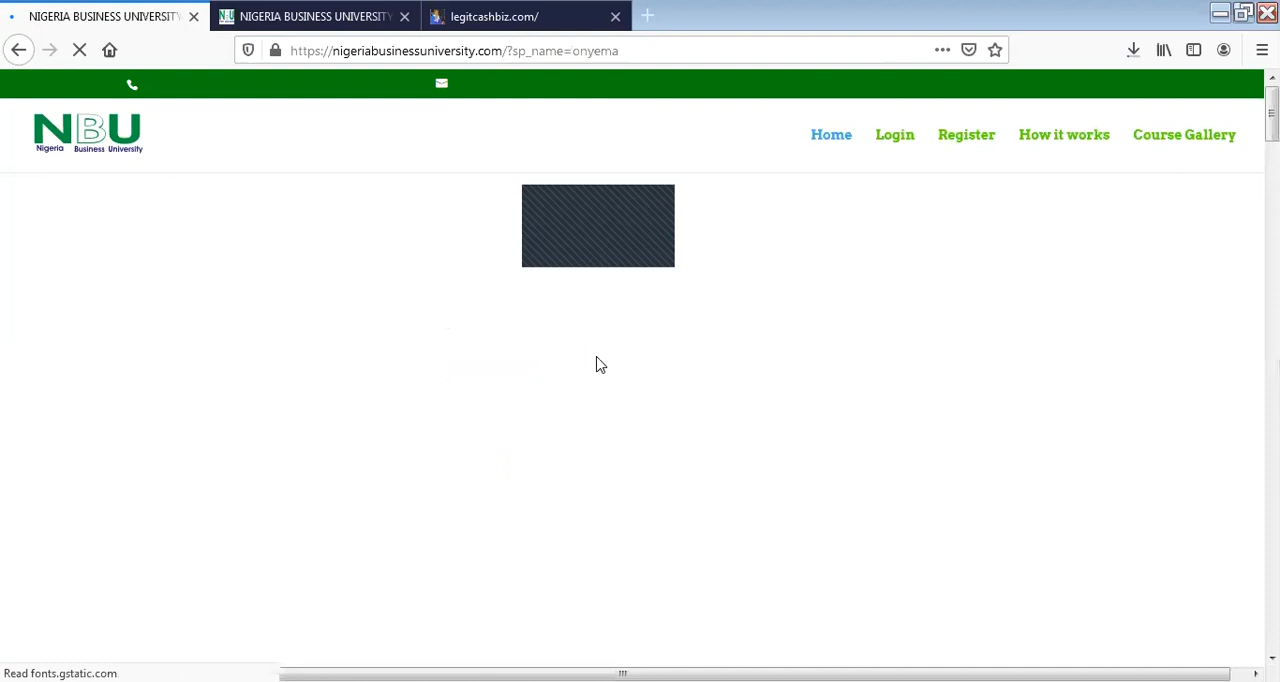 NIGERIA BUSINESS UNIVERSITY
NIGERIA BUSINESS UNIVERSITY
legitcashbiz.com/
https://nigeriabusinessuniversity.com/?sp_name=onyema
NBU
Nigeria Business University
Home
Login
Register
How it works
Course Gallery
Read fonts.gstatic.com